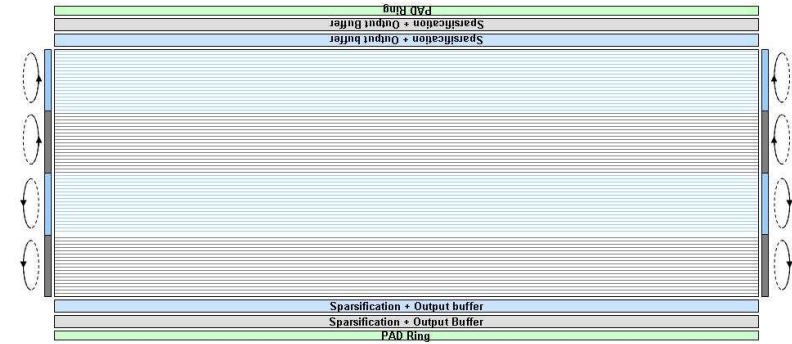 PAD Ring
Sparsification + Output Buffer
Sparsification + Output buffer
Sparsification + Output buffer
Sparsification + Output Buffer
PAD Ring